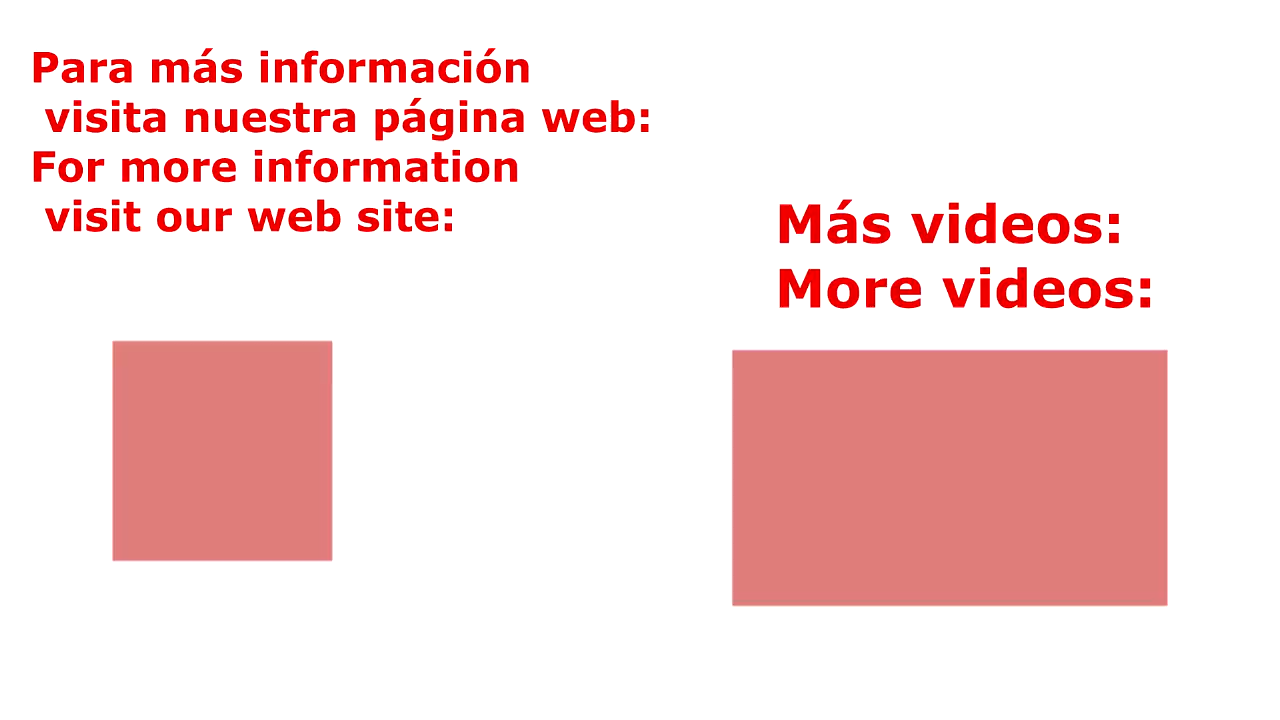 Para más información
visita nuestra página web:
For more information
visit our web site:
Más videos:
More videos: